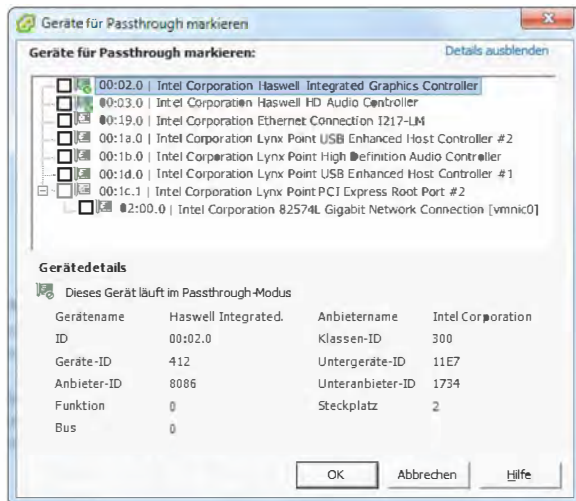 Geräte für Passthrough markieren
Geräte für Passthrough markieren: Details ausblenden
00:02.0 | Intel Corporation Haswell Integrated Graphics Controller
00:03.0 | Intel Corporation Haswell HD Audio Controller
00:19.0 | Intel Corporation Ethernet Connection I217-LM
00:1a.0 | Intel Corporation Lynx Point USB Enhanced Host Controller #2
00:1b.0 | Intel Corporation Lynx Point High Definition Audio Controller
00:1d.0 | Intel Corporation Lynx Point USB Enhanced Host Controller #1
00:1c.1 | Intel Corporation Lynx Point PCI Express Root Port #2
02:00.0 | Intel Corporation 82574L Gigabit Network Connection [vmnic0]
Gerätedetails
Dieses Gerät läuft im Passthrough-Modus
Gerätename Haswell Integrated. Anbietername Intel Corporation
ID 00:02.0 Klassen-ID 300
Geräte-ID 412 Untergeräte-ID 11E7
Anbieter-ID 8086 Unteranbieter-ID 1734
Funktion 0 Steckplatz 2
Bus 0
OK Abbrechen Hilfe